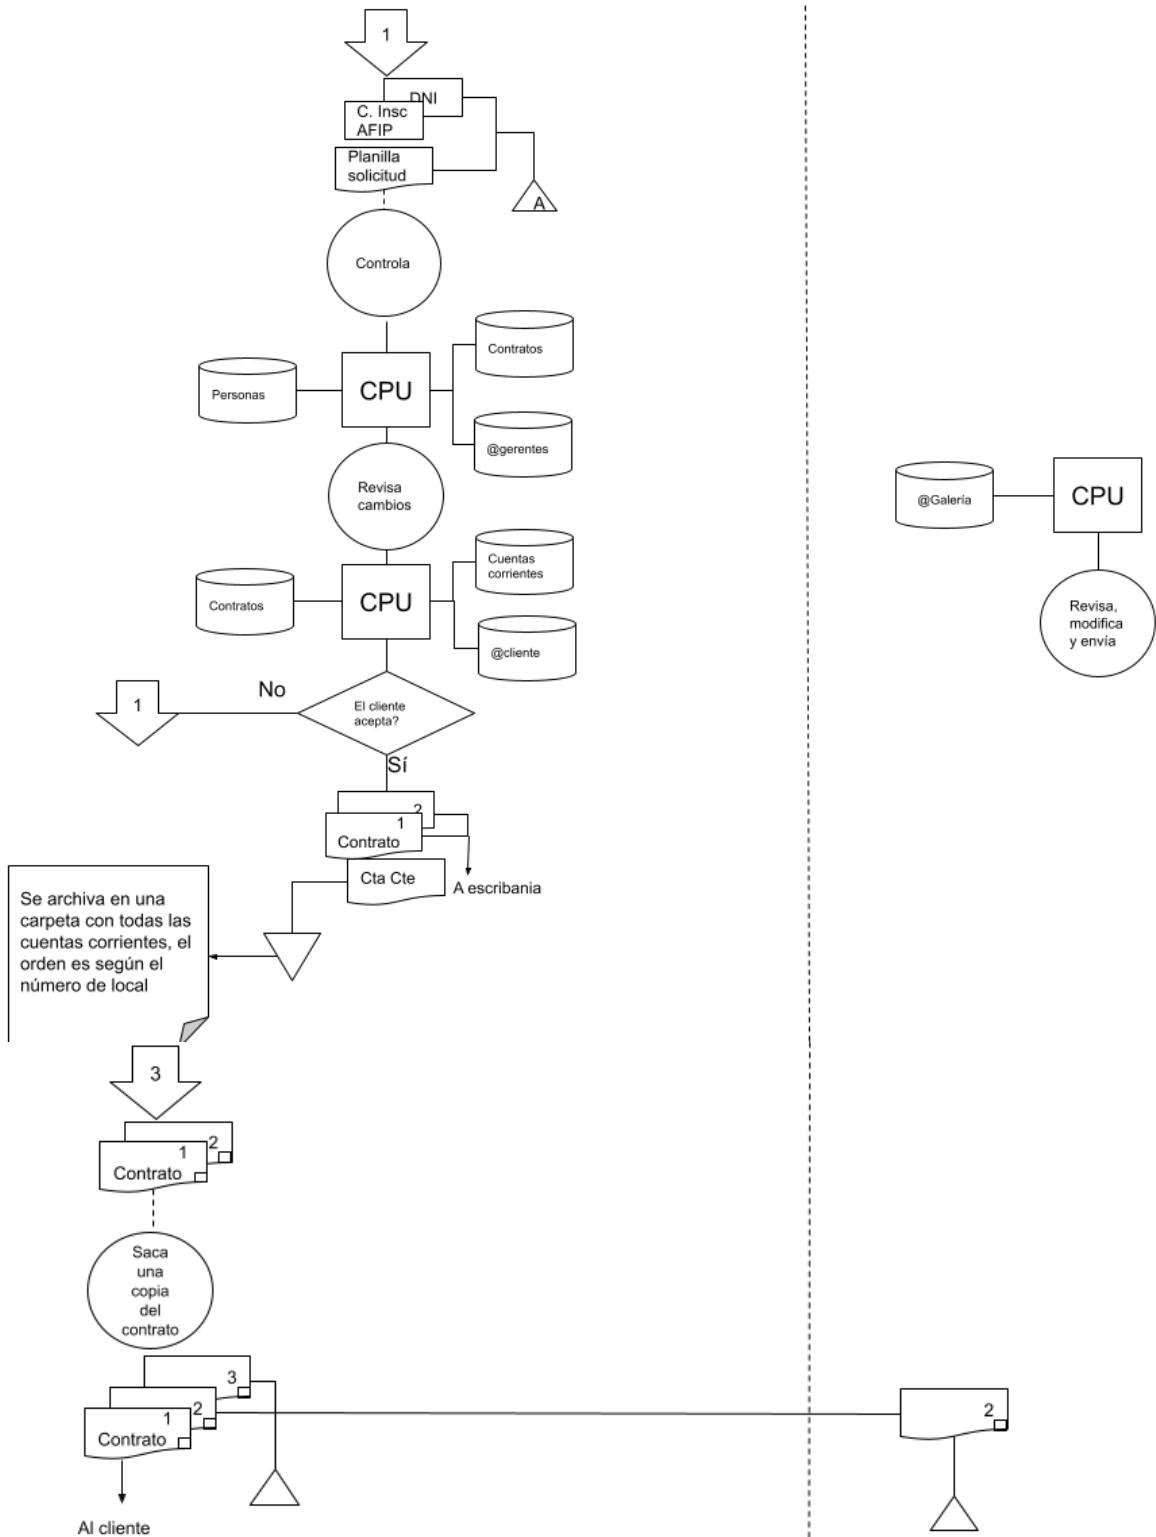 1
DNI
C. Insc
AFIP
Planilla
solicitud
A
Controla
Contratos
Personas
CPU
@gerentes
Revisa
cambios
@Galería
CPU
Cuentas
corrientes
Contratos
CPU
@cliente
Revisa,
modifica
y envía
No
1
El cliente
acepta?
Sí
2
1
Contrato
Cta Cte
A escribania
Se archiva en una
carpeta con todas las
cuentas corrientes, el
orden es según el
número de local
3
2
1
Contrato
Saca
una
copia
del
contrato
3
2
1
Contrato
2
Al cliente